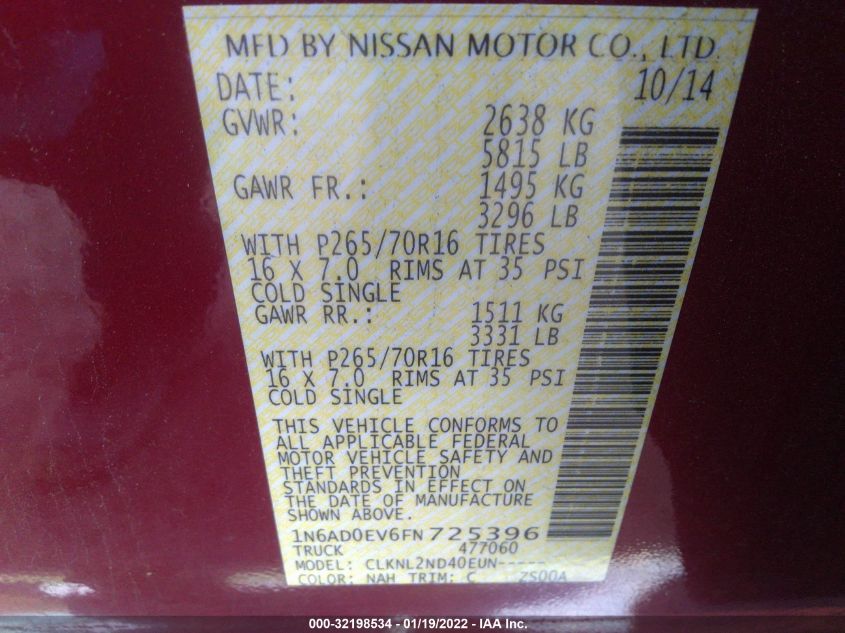 MFD BY NISSAN MOTOR CO., LTD.
DATE: 10/14
GVWR: 2638 KG
5815 LB
GAWR FR.: 1495 KG
3296 LB
WITH P265/70R16 TIRES
16 X 7.0 RIMS AT 35 PSI
COLD SINGLE
GAWR RR.: 1511 KG
3331 LB
WITH P265/70R16 TIRES
16 X 7.0 RIMS AT 35 PSI
COLD SINGLE
THIS VEHICLE CONFORMS TO
ALL APPLICABLE FEDERAL
MOTOR VEHICLE SAFETY AND
THEFT PREVENTION
STANDARDS IN EFFECT ON
THE DATE OF MANUFACTURE
SHOWN ABOVE.
1N6AD0EV6FN725396
TRUCK 477060
MODEL: CLKNL2ND40EUN-----
COLOR: NAH TRIM: C ZS00A
000-32198534 - 01/19/2022 - IAA Inc.